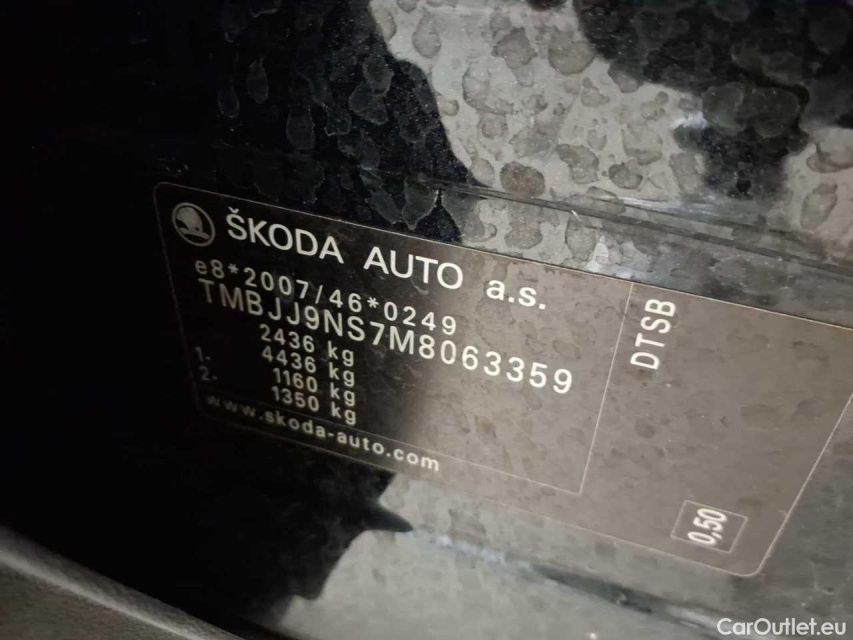 ŠKODA AUTO a.s.
e8*2007/46*0249
TMBJJ9NS7M8063359
2436 kg
1. 4436 kg
2. 1160 kg
1350 kg
www.skoda-auto.com
DTSB
0,50
CarOutlet.eu